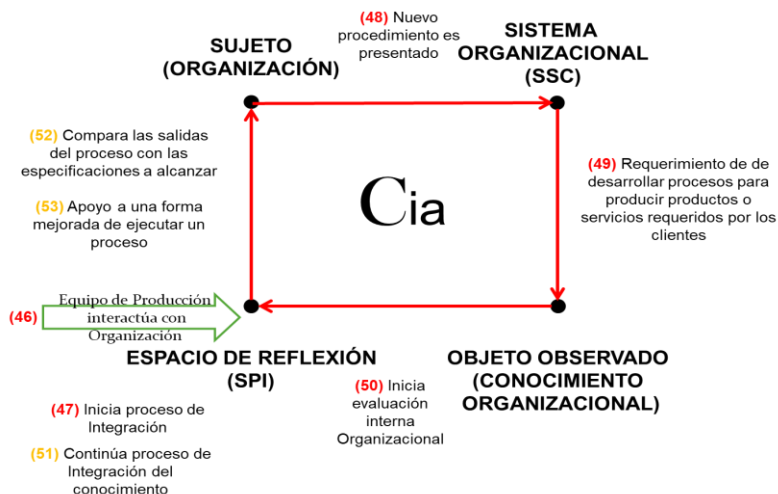 (48) Nuevo
procedimiento es
presentado
SUJETO
(ORGANIZACIÓN)
SISTEMA
ORGANIZACIONAL
(SSC)
(52) Compara las salidas
del proceso con las
especificaciones a alcanzar
(53) Apoyo a una forma
mejorada de ejecutar un
proceso
Cia
(49) Requerimiento de de
desarrollar procesos para
producir productos o
servicios requeridos por los
clientes
(46)
Equipo de Producción
interactúa con
Organización
ESPACIO DE REFLEXIÓN
(SPI)
OBJETO OBSERVADO
(CONOCIMIENTO
ORGANIZACIONAL)
(50) Inicia
evaluación
interna
Organizacional
(47) Inicia proceso de
Integración
(51) Continúa proceso de
Integración del
conocimiento